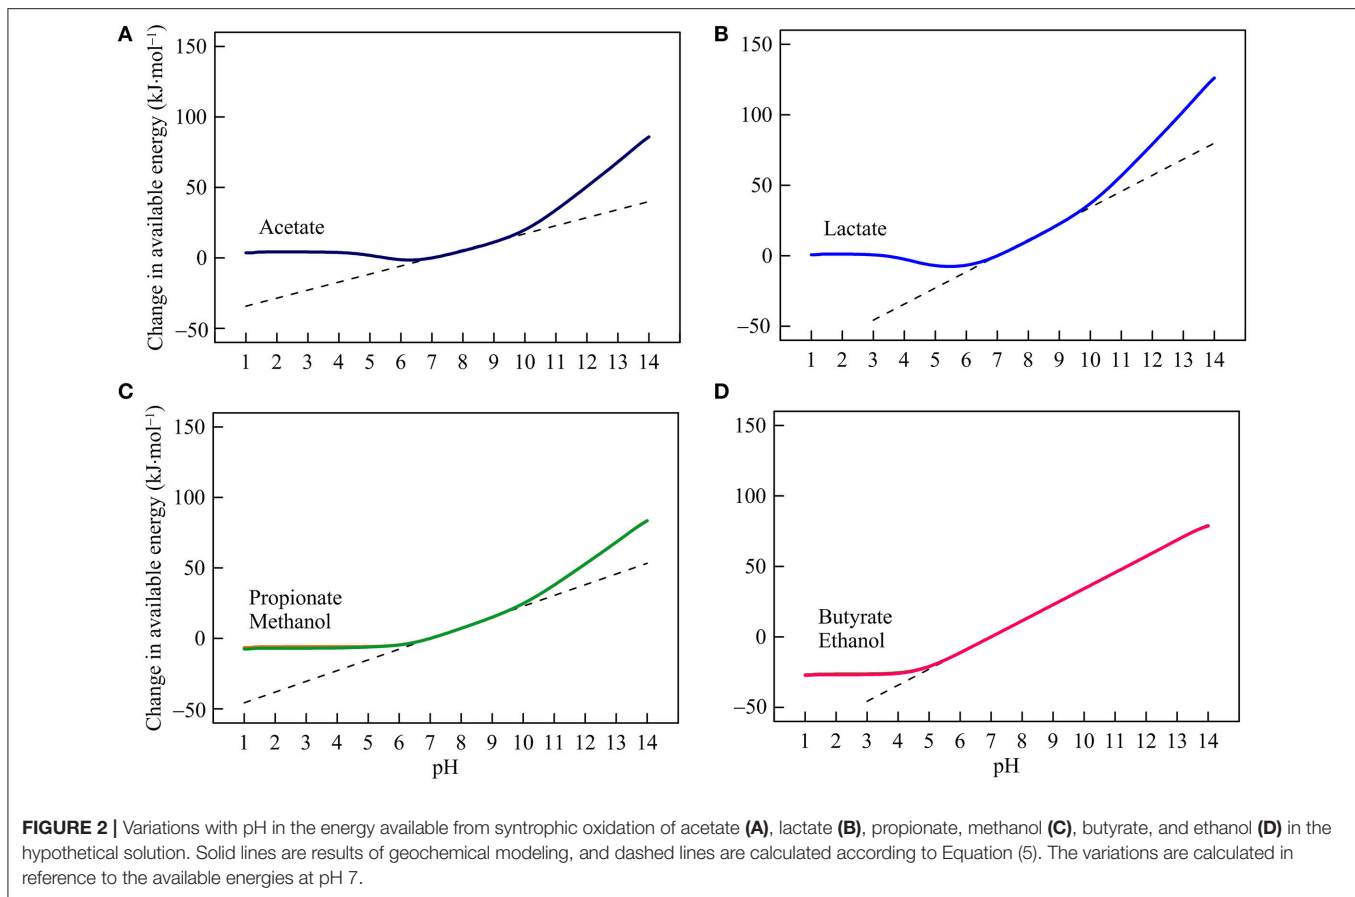 A
Change in available energy (kJ·mol⁻¹)
150
100
50
0
−50
Acetate
1 2 3 4 5 6 7 8 9 10 11 12 13 14
B
150
100
50
0
−50
Lactate
1 2 3 4 5 6 7 8 9 10 11 12 13 14
C
Change in available energy (kJ·mol⁻¹)
150
100
50
0
−50
Propionate
Methanol
1 2 3 4 5 6 7 8 9 10 11 12 13 14
pH
D
150
100
50
0
−50
Butyrate
Ethanol
1 2 3 4 5 6 7 8 9 10 11 12 13 14
pH
FIGURE 2 | Variations with pH in the energy available from syntrophic oxidation of acetate (A), lactate (B), propionate, methanol (C), butyrate, and ethanol (D) in the
hypothetical solution. Solid lines are results of geochemical modeling, and dashed lines are calculated according to Equation (5). The variations are calculated in
reference to the available energies at pH 7.